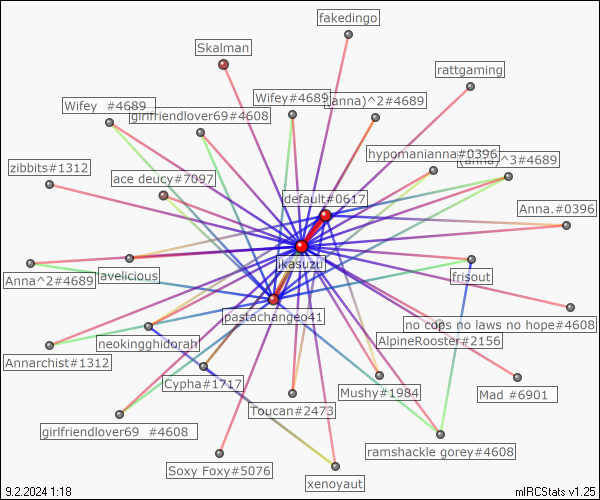 fakedingo
Skalman
rattgaming
Wifey #4689
girlfriendlover69#4608
Wifey#4689
(anna)^2#4689
hypomanianna#0396
(anna)^3#4689
zibbits#1312
ace deucy#7097
default#0617
Anna.#0396
ikasuzu
Anna^2#4689
avelicious
frisout
pastachangeo41
no cops no laws no hope#4608
neokingghidorah
AlpineRooster#2156
Annarchist#1312
Cypha#1717
Mushy#1984
Mad #6901
Toucan#2473
girlfriendlover69 #4608
ramshackle gorey#4608
Soxy Foxy#5076
xenoyaut
9.2.2024 1:18
mIRCStats v1.25